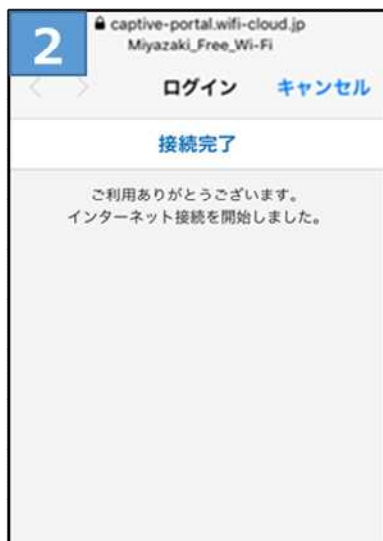 2
captive-portal.wifi-cloud.jp
Miyazaki_Free_Wi-Fi
ログイン キャンセル
接続完了
ご利用ありがとうございます。
インターネット接続を開始しました。